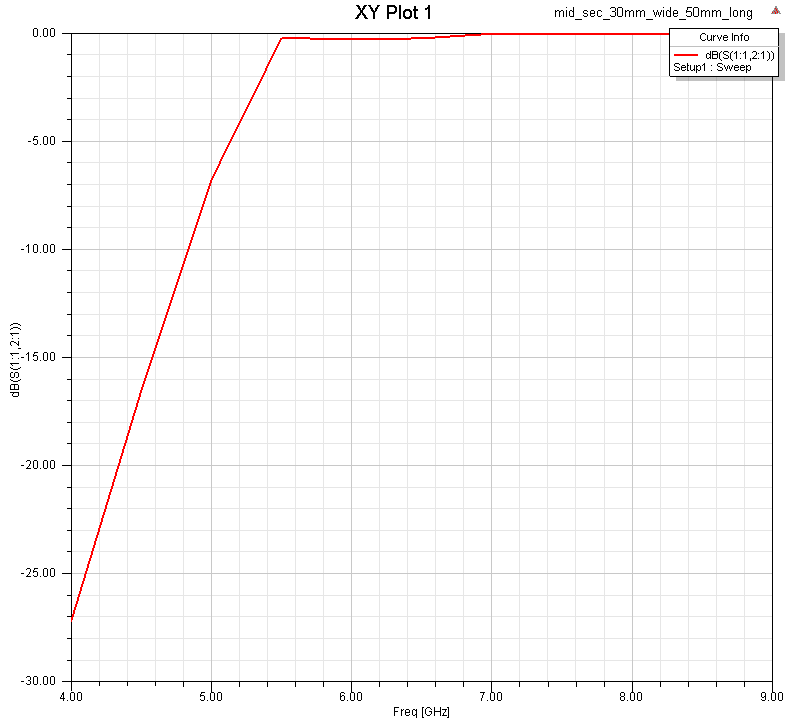 XY Plot 1
mid_sec_30mm_wide_50mm_long
Curve Info
dB(S(1:1,2:1))
Setup1 : Sweep
0.00
-5.00
-10.00
-15.00
-20.00
-25.00
-30.00
dB(S(1:1,2:1))
4.00 5.00 6.00 7.00 8.00 9.00
Freq [GHz]